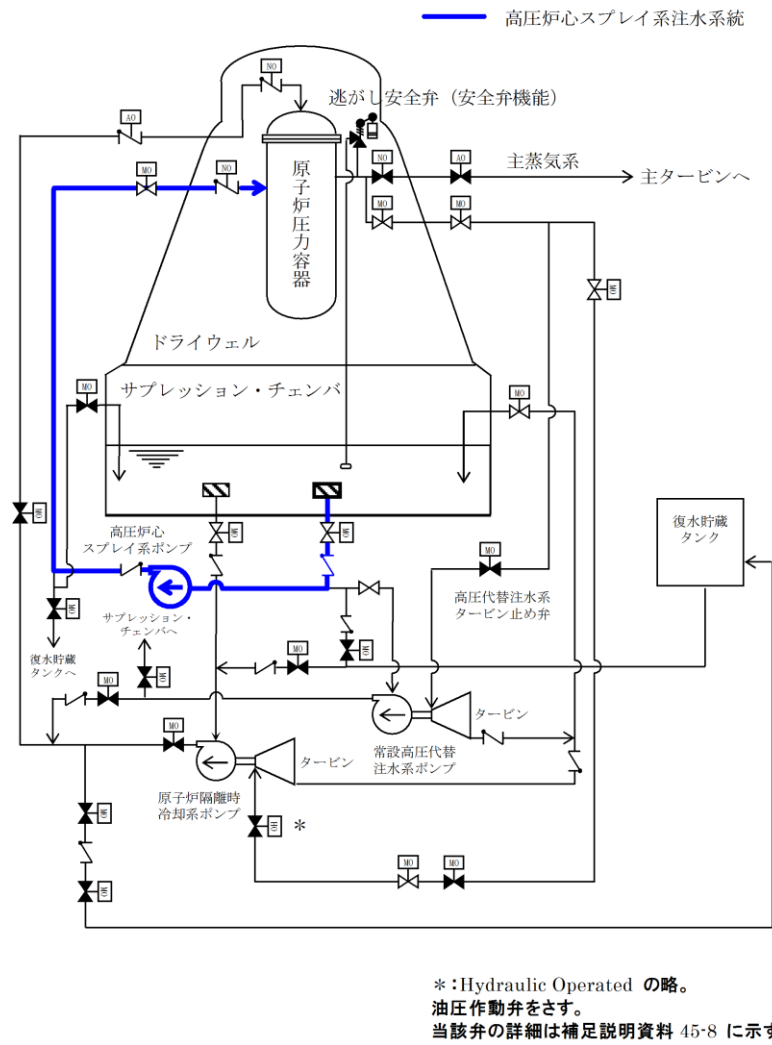 高圧炉心スプレイ系注水系統
NO
AO
逃がし安全弁（安全弁機能）
MO
NO
原子炉圧力容器
NO
AO
主蒸気系
主タービンへ
MO
MO
MO
ドライウェル
サプレッション・チェンバ
MO
MO
MO
MO
MO
高圧炉心
スプレイ系ポンプ
復水貯蔵
タンク
MO
高圧代替注水系
タービン止め弁
MO
サプレッション・
チェンバへ
MO
復水貯蔵
タンクへ
MO
MO
MO
タービン
常設高圧代替
注水系ポンプ
MO
タービン
原子炉隔離時
冷却系ポンプ
HO
*
MO
MO
MO
MO
*:Hydraulic Operated の略。
油圧作動弁をさす。
当該弁の詳細は補足説明資料 45-8 に示す